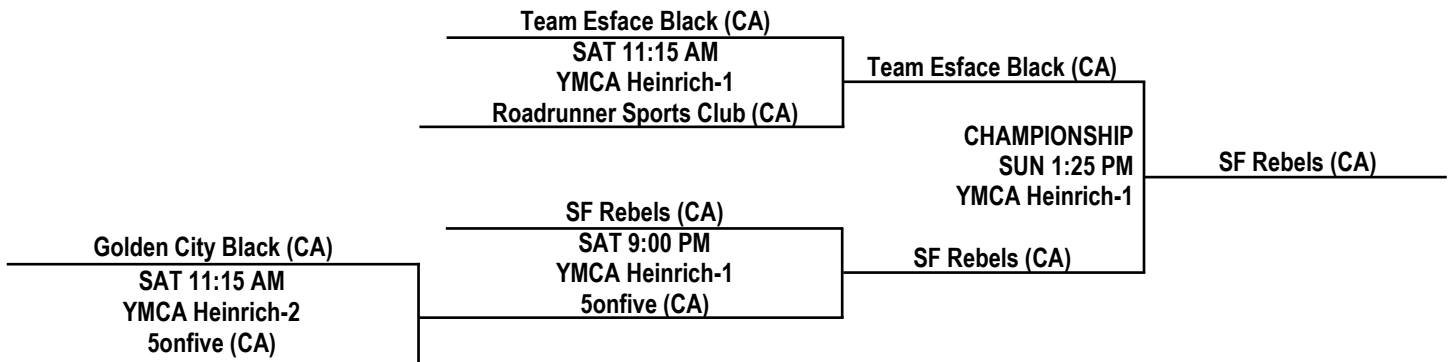 Team Esface Black (CA)
SAT 11:15 AM
YMCA Heinrich-1
Roadrunner Sports Club (CA)
Team Esface Black (CA)
CHAMPIONSHIP
SUN 1:25 PM
YMCA Heinrich-1
SF Rebels (CA)
SF Rebels (CA)
SAT 9:00 PM
YMCA Heinrich-1
5onfive (CA)
SF Rebels (CA)
Golden City Black (CA)
SAT 11:15 AM
YMCA Heinrich-2
5onfive (CA)